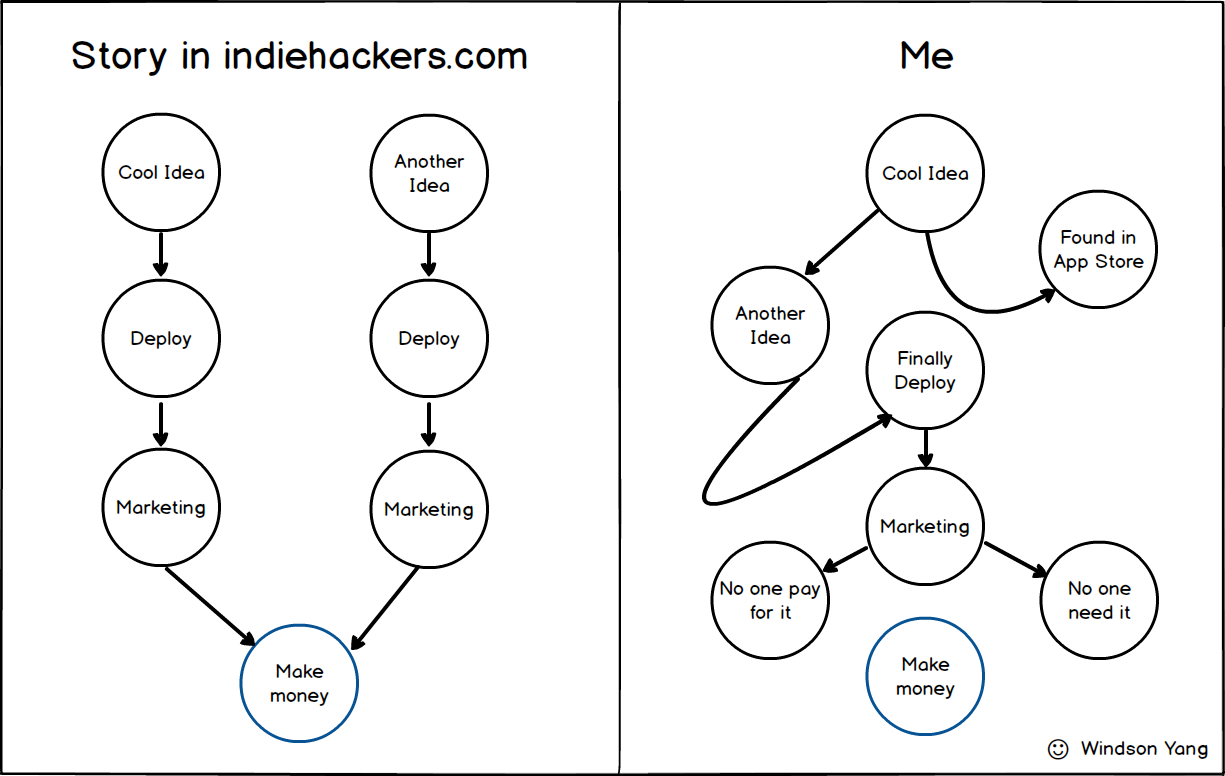 Story in indiehackers.com
Cool Idea
Another
Idea
Deploy
Deploy
Marketing
Marketing
Make
money
Me
Cool Idea
Found in
App Store
Another
Idea
Finally
Deploy
Marketing
No one pay
for it
No one
need it
Make
money
Windson Yang